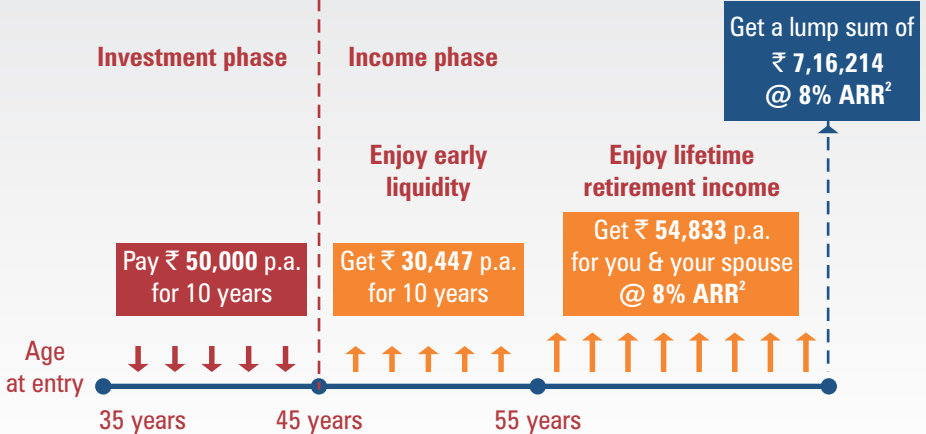 Get a lump sum of
₹ 7,16,214
@ 8% ARR²
Investment phase
Income phase
Enjoy early
liquidity
Enjoy lifetime
retirement income
Pay ₹ 50,000 p.a.
for 10 years
Get ₹ 30,447 p.a.
for 10 years
Get ₹ 54,833 p.a.
for you & your spouse
@ 8% ARR²
Age
at entry
35 years
45 years
55 years